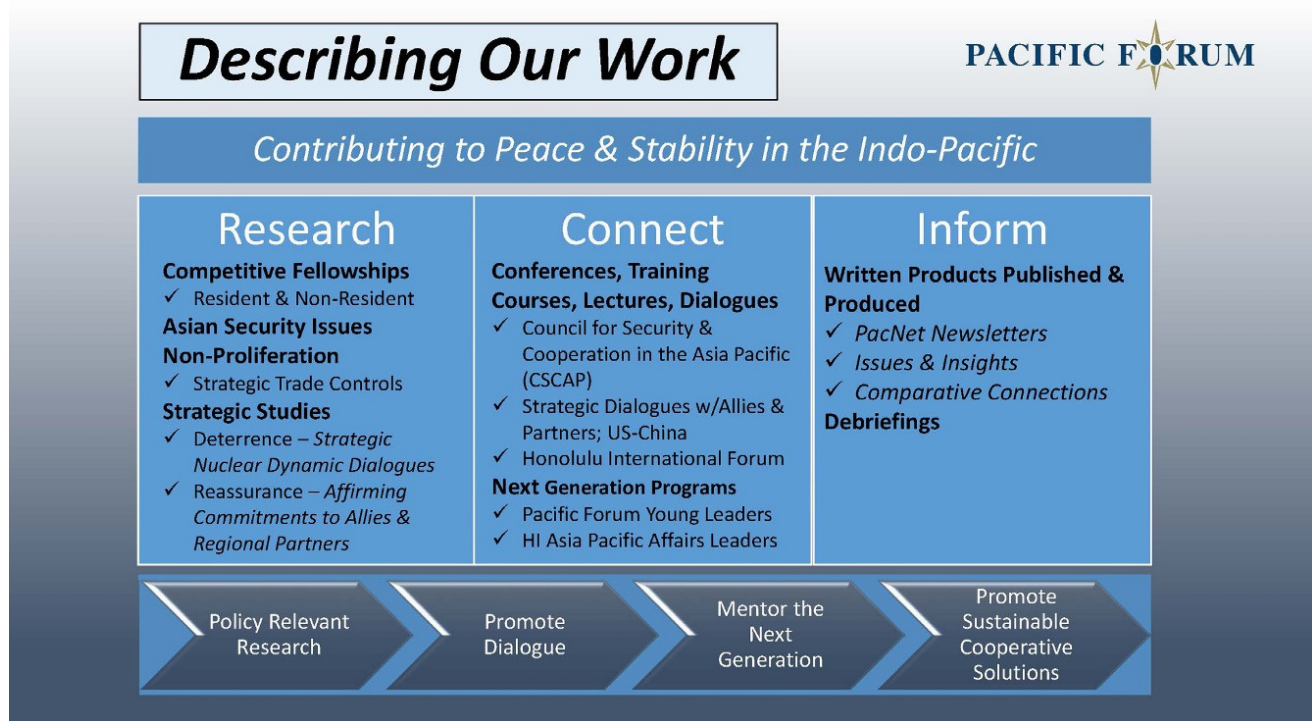 Describing Our Work
PACIFIC FORUM
Contributing to Peace & Stability in the Indo-Pacific
Research
Competitive Fellowships
✓ Resident & Non-Resident
Asian Security Issues
Non-Proliferation
✓ Strategic Trade Controls
Strategic Studies
✓ Deterrence – Strategic
Nuclear Dynamic Dialogues
✓ Reassurance – Affirming
Commitments to Allies &
Regional Partners
Connect
Conferences, Training
Courses, Lectures, Dialogues
✓ Council for Security &
Cooperation in the Asia Pacific
(CSCAP)
✓ Strategic Dialogues w/Allies &
Partners; US-China
✓ Honolulu International Forum
Next Generation Programs
✓ Pacific Forum Young Leaders
✓ HI Asia Pacific Affairs Leaders
Inform
Written Products Published &
Produced
✓ PacNet Newsletters
✓ Issues & Insights
✓ Comparative Connections
Debriefings
Policy Relevant
Research
Promote
Dialogue
Mentor the
Next
Generation
Promote
Sustainable
Cooperative
Solutions